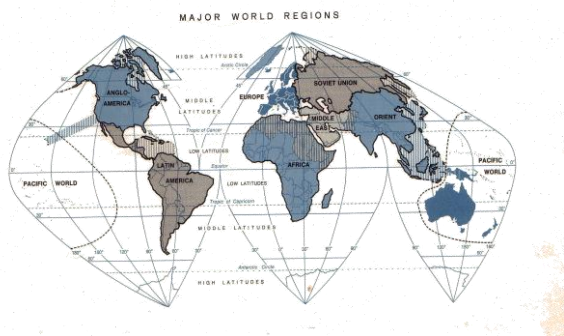 MAJOR WORLD REGIONS
HIGH LATITUDES
Arctic Circle
SOVIET UNION
ANGLO-
AMERICA
EUROPE
MIDDLE
LATITUDES
MIDDLE
EAST
ORIENT
Tropic of Cancer
LOW LATITUDES
Equator
LATIN
AMERICA
AFRICA
PACIFIC
WORLD
0°
PACIFIC WORLD
LOW LATITUDES
Tropic of Capricorn
MIDDLE LATITUDES
Antarctic Circle
HIGH LATITUDES